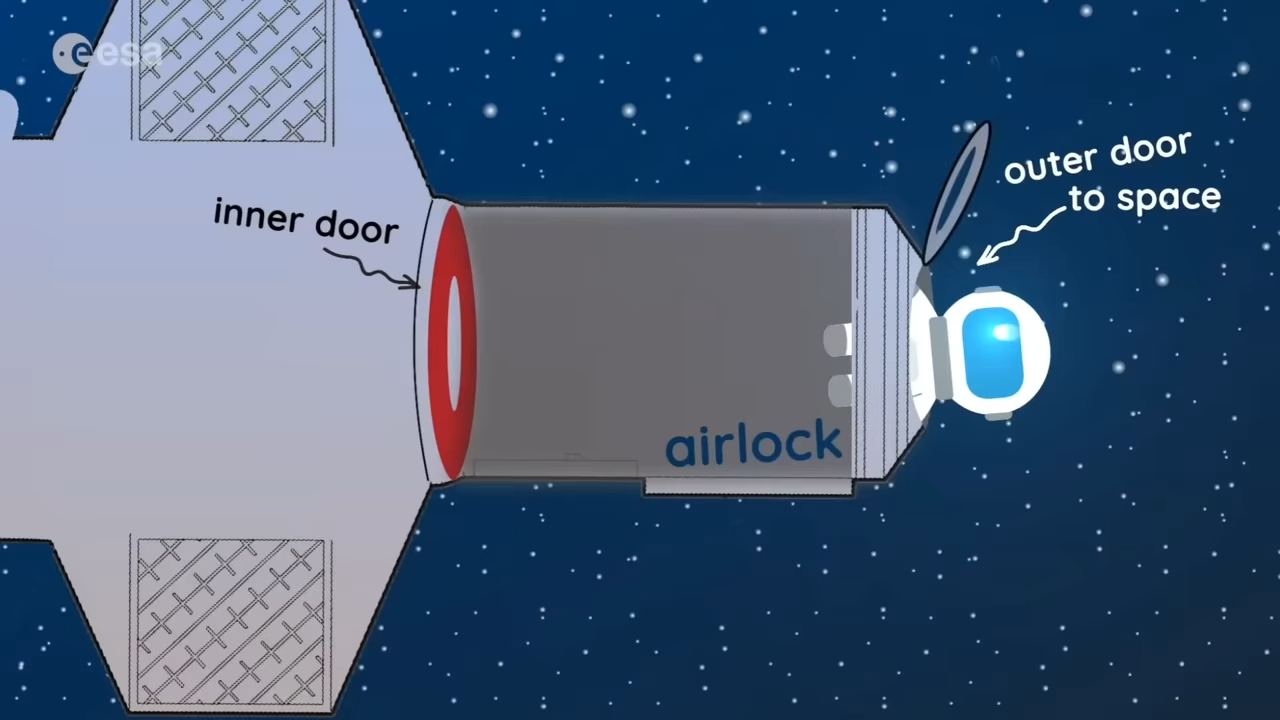 esa
outer door
to space
inner door
airlock